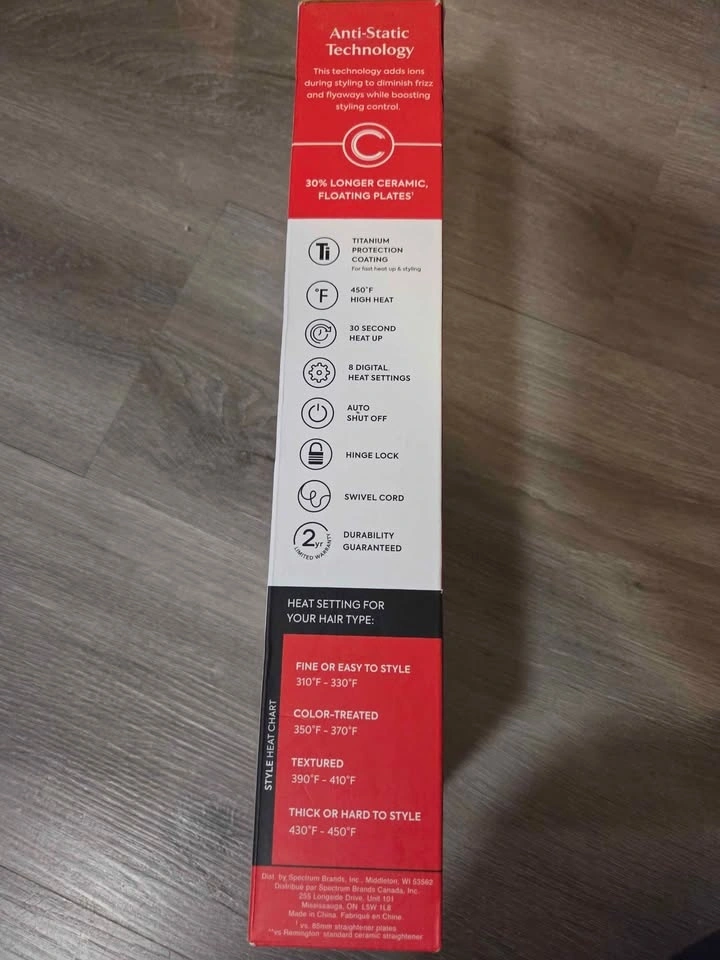 Anti-Static
Technology
This technology adds ions
during styling to diminish frizz
and flyaways while boosting
styling control.
C
30% LONGER CERAMIC,
FLOATING PLATES¹
Ti
TITANIUM
PROTECTION
COATING
For fast heat up & styling
°F
450°F
HIGH HEAT
30 SECOND
HEAT UP
8 DIGITAL
HEAT SETTINGS
AUTO
SHUT OFF
HINGE LOCK
SWIVEL CORD
2yr
LIMITED WARRANTY
DURABILITY
GUARANTEED
HEAT SETTING FOR
YOUR HAIR TYPE:
STYLE HEAT CHART
FINE OR EASY TO STYLE
310°F - 330°F
COLOR-TREATED
350°F - 370°F
TEXTURED
390°F - 410°F
THICK OR HARD TO STYLE
430°F - 450°F
Dist. by Spectrum Brands, Inc., Middleton, WI 53562
Distribué par Spectrum Brands Canada, Inc.
255 Longside Drive, Unit 101
Mississauga, ON L5W 1L8
Made in China. Fabriqué en Chine.
¹ vs. 85mm straightener plates
**vs Remington standard ceramic straightener